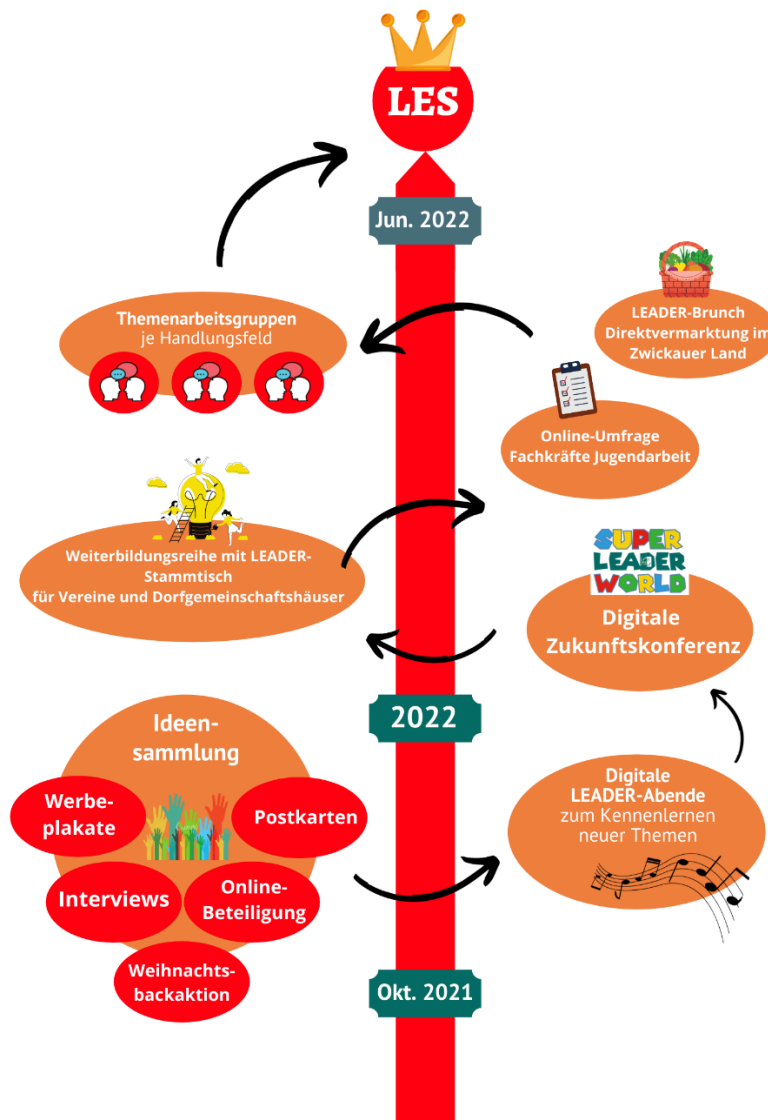 LES
Jun. 2022
LEADER-Brunch
Direktvermarktung im
Zwickauer Land
Themenarbeitsgruppen
je Handlungsfeld
Online-Umfrage
Fachkräfte Jugendarbeit
Weiterbildungsreihe mit LEADER-
Stammtisch
für Vereine und Dorfgemeinschaftshäuser
SUPER
LEADER
WORLD
Digitale
Zukunftskonferenz
2022
Ideen-
sammlung
Werbe-
plakate
Postkarten
Interviews
Online-
Beteiligung
Weihnachts-
backaktion
Digitale
LEADER-Abende
zum Kennenlernen
neuer Themen
Okt. 2021